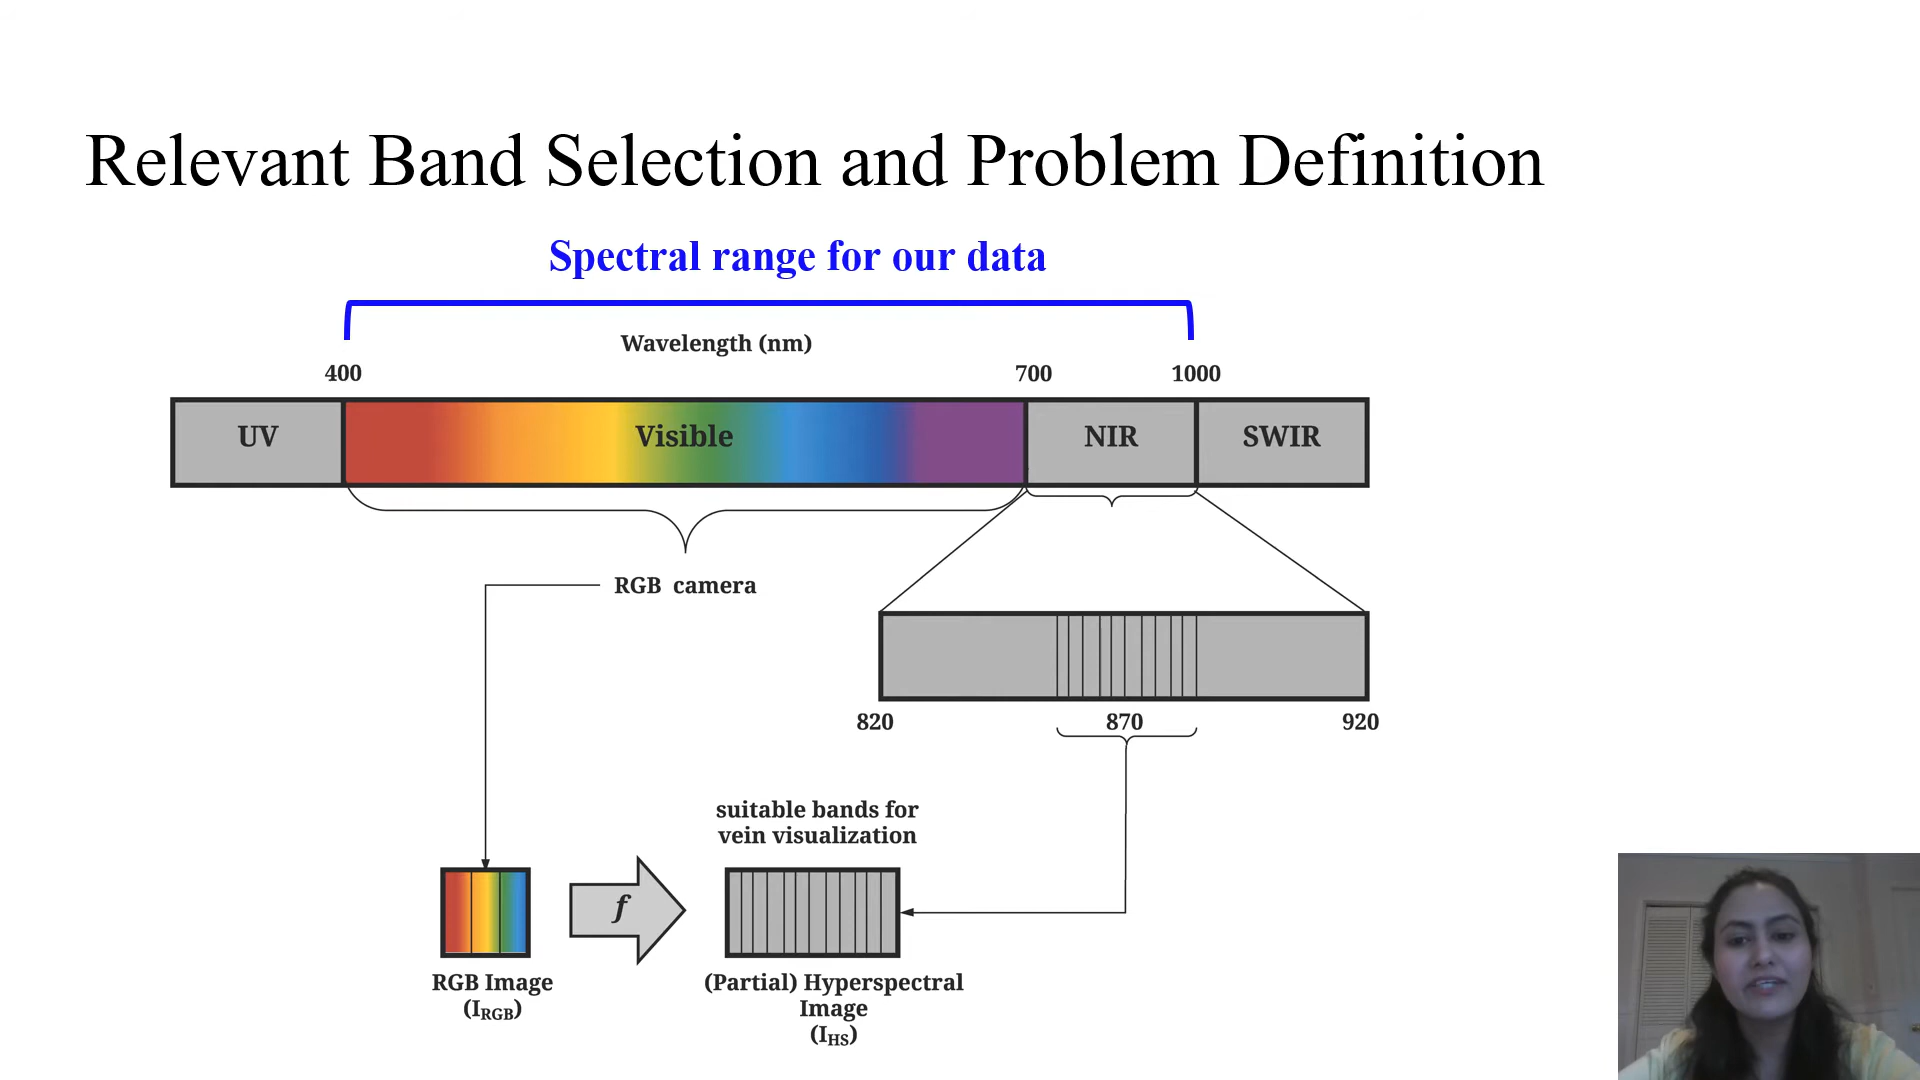 Relevant Band Selection and Problem Definition
Spectral range for our data
Wavelength (nm)
400 700 1000
UV Visible NIR SWIR
RGB camera
820 870 920
suitable bands for
vein visualization
f
RGB Image
(I_RGB)
(Partial) Hyperspectral
Image
(I_HS)